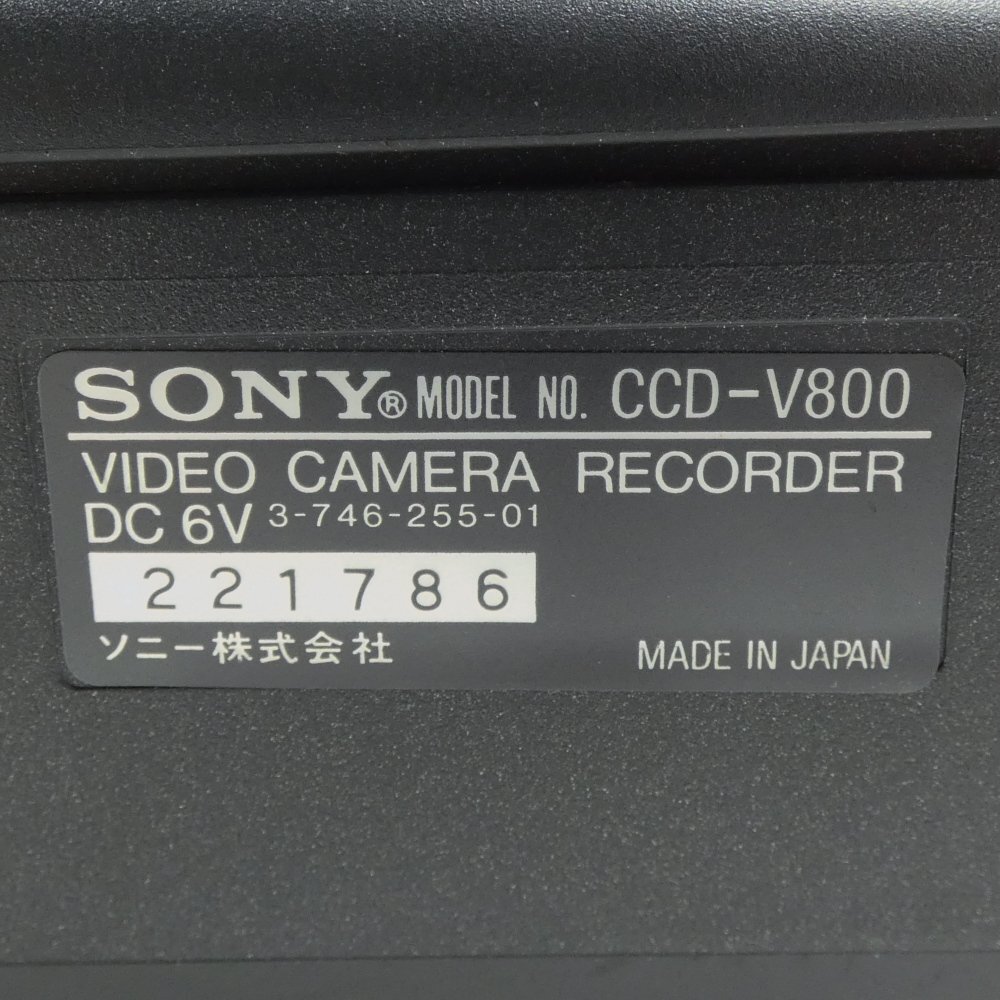 SONY® MODEL NO. CCD-V800
VIDEO CAMERA RECORDER
DC 6V 3-746-255-01
221786
ソニー株式会社 MADE IN JAPAN